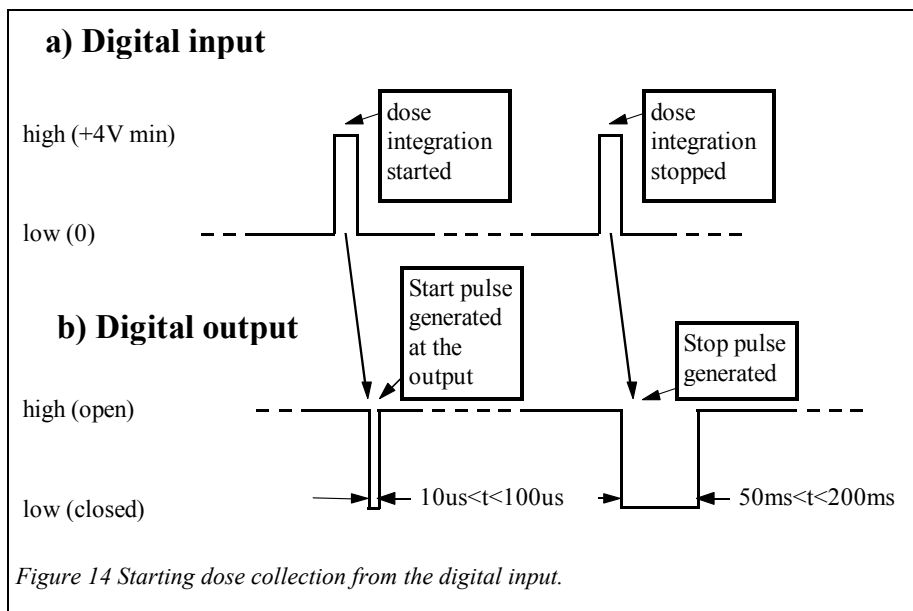 a) Digital input
high (+4V min)
dose
integration
started
dose
integration
stopped
low (0)
b) Digital output
Start pulse
generated
at the
output
Stop pulse
generated
high (open)
low (closed)
10us<t<100us
50ms<t<200ms
Figure 14 Starting dose collection from the digital input.